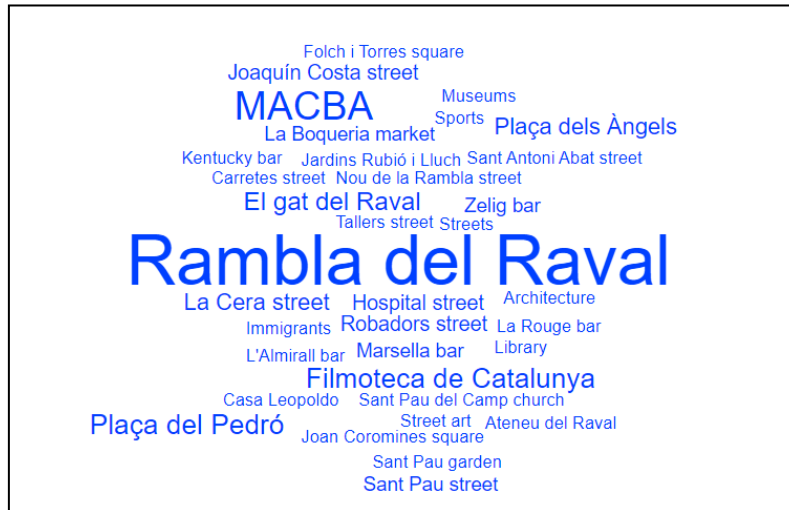 Folch i Torres square
Joaquín Costa street
MACBA
Museums
Sports
Plaça dels Àngels
La Boqueria market
Kentucky bar
Jardins Rubió i Lluch
Sant Antoni Abat street
Carretes street
Nou de la Rambla street
El gat del Raval
Zelig bar
Tallers street
Streets
Rambla del Raval
La Cera street
Hospital street
Architecture
Immigrants
Robadors street
La Rouge bar
L'Almirall bar
Marsella bar
Library
Filmoteca de Catalunya
Casa Leopoldo
Sant Pau del Camp church
Plaça del Pedró
Street art
Ateneu del Raval
Joan Coromines square
Sant Pau garden
Sant Pau street